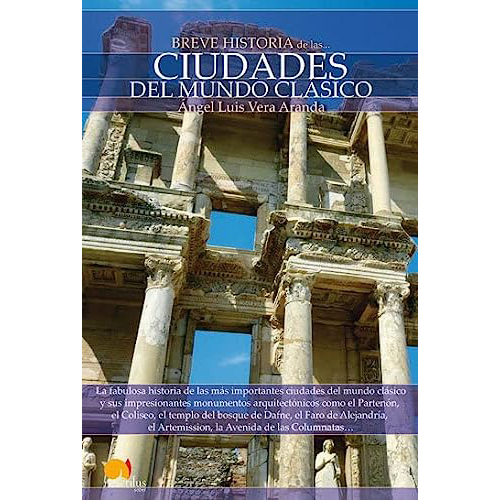 BREVE HISTORIA de las...
CIUDADES
DEL MUNDO CLÁSICO
Ángel Luis Vera Aranda
La fabulosa historia de las más importantes ciudades del mundo clásico
y sus impresionantes monumentos arquitectónicos como el Partenón,
el Coliseo, el templo del bosque de Dafne, el Faro de Alejandría,
el Artemission, la Avenida de las Columnatas...